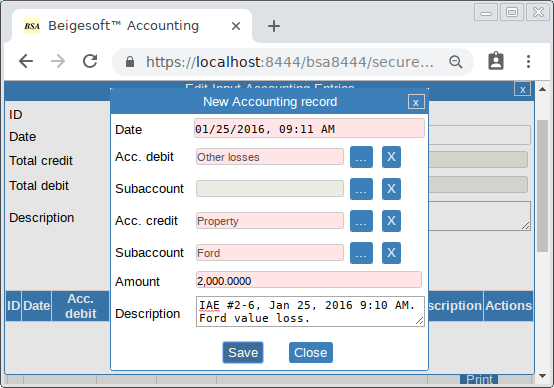 BSA Beigesoft™ Accounting
https://localhost:8444/bsa8444/secure...
Edit Input Accounting Entries
x
New Accounting record
x
ID
Date
Total credit
Total debit
Description
Date 01/25/2016, 09:11 AM
Acc. debit Other losses ... X
Subaccount ... X
Acc. credit Property ... X
Subaccount Ford ... X
Amount 2,000.0000
Description IAE #2-6, Jan 25, 2016 9:10 AM.
Ford value loss.
Save Close
ID Date Acc. debit scription Actions
Print